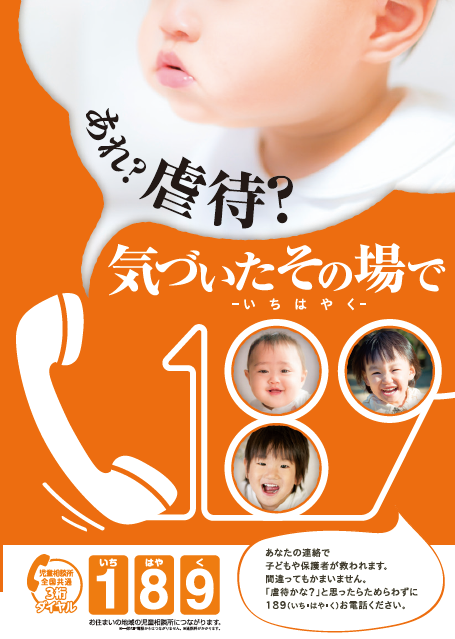 あれ?
虐待?
気づいたその場で
-いちはやく-
189
児童相談所
全国共通
3桁
ダイヤル
いち はや く
1 8 9
お住まいの地域の児童相談所につながります。
あなたの連絡で
子どもや保護者が救われます。
間違ってもかまいません。
「虐待かな?」と思ったらためらわずに
189(いち・はや・く)お電話ください。